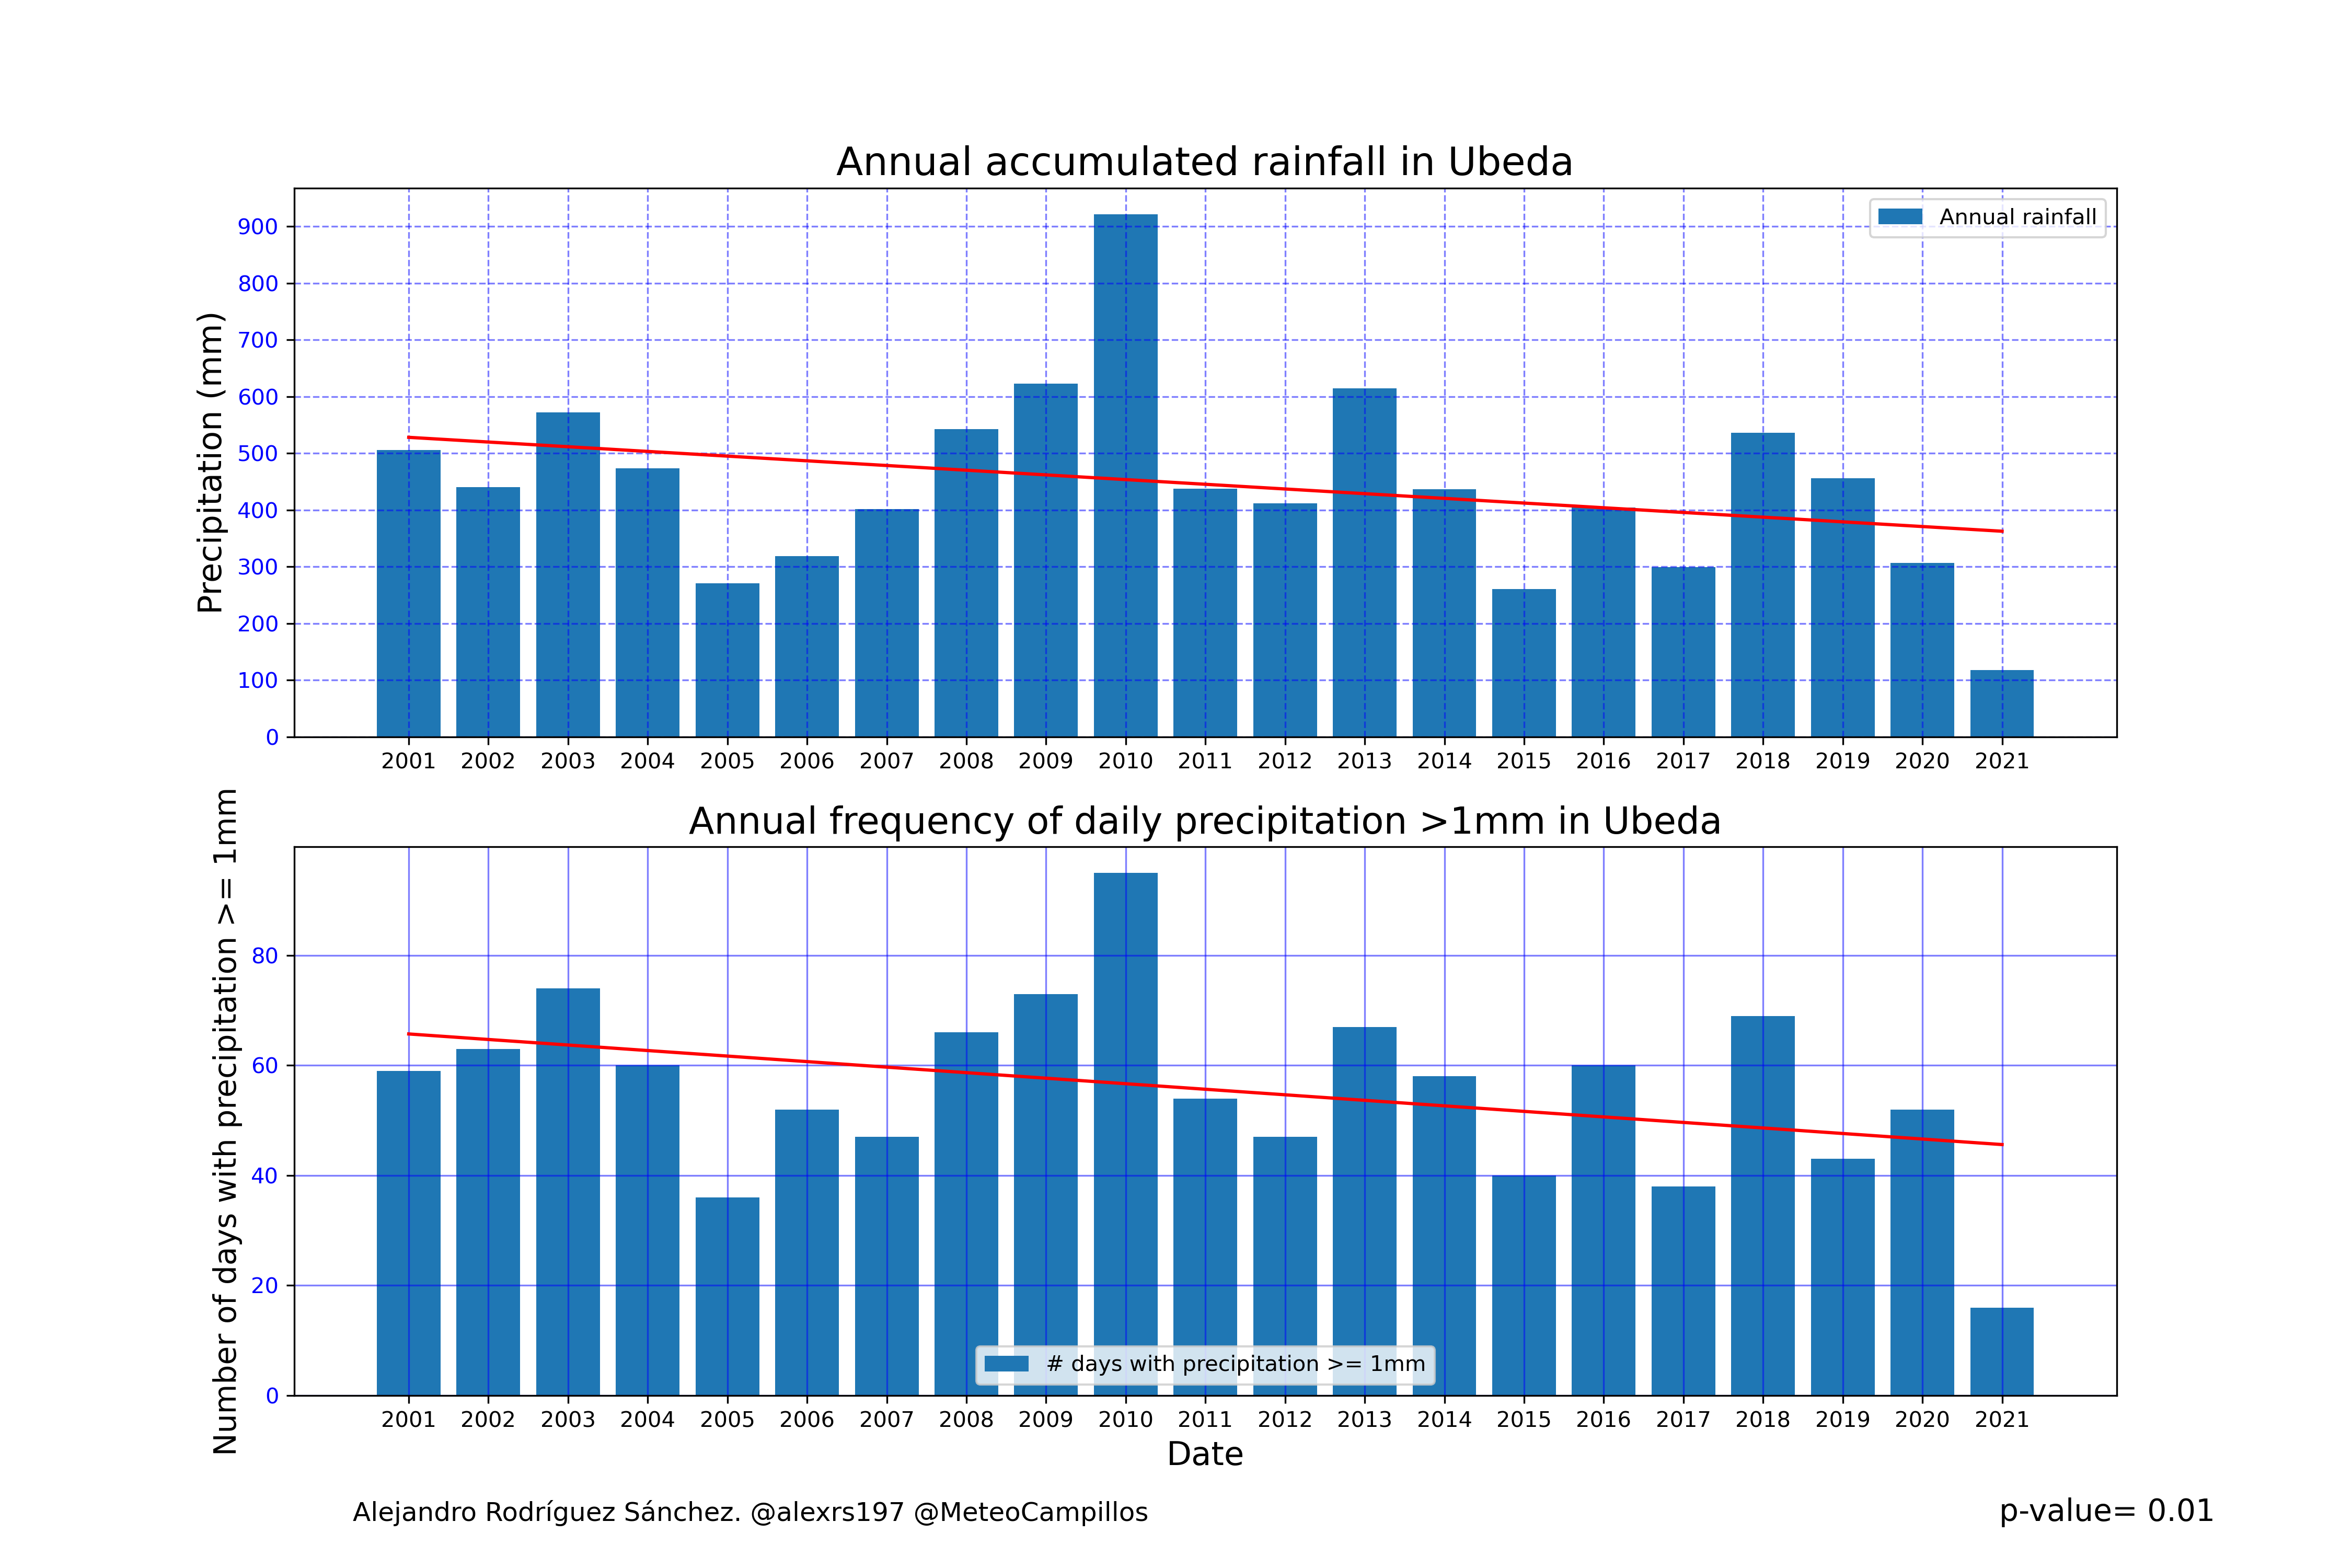 Annual accumulated rainfall in Ubeda
Precipitation (mm)
900
800
700
600
500
400
300
200
100
0
Annual rainfall
2001 2002 2003 2004 2005 2006 2007 2008 2009 2010 2011 2012 2013 2014 2015 2016 2017 2018 2019 2020 2021
Annual frequency of daily precipitation >1mm in Ubeda
Number of days with precipitation >= 1mm
80
60
40
20
0
# days with precipitation >= 1mm
2001 2002 2003 2004 2005 2006 2007 2008 2009 2010 2011 2012 2013 2014 2015 2016 2017 2018 2019 2020 2021
Date
Alejandro Rodríguez Sánchez. @alexrs197 @MeteoCampillos
p-value= 0.01